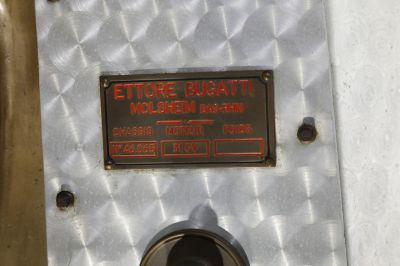 ETTORE BUGATTI
MOLSHEIM BAS-RHIN
CHASSIS MOTEUR POIDS